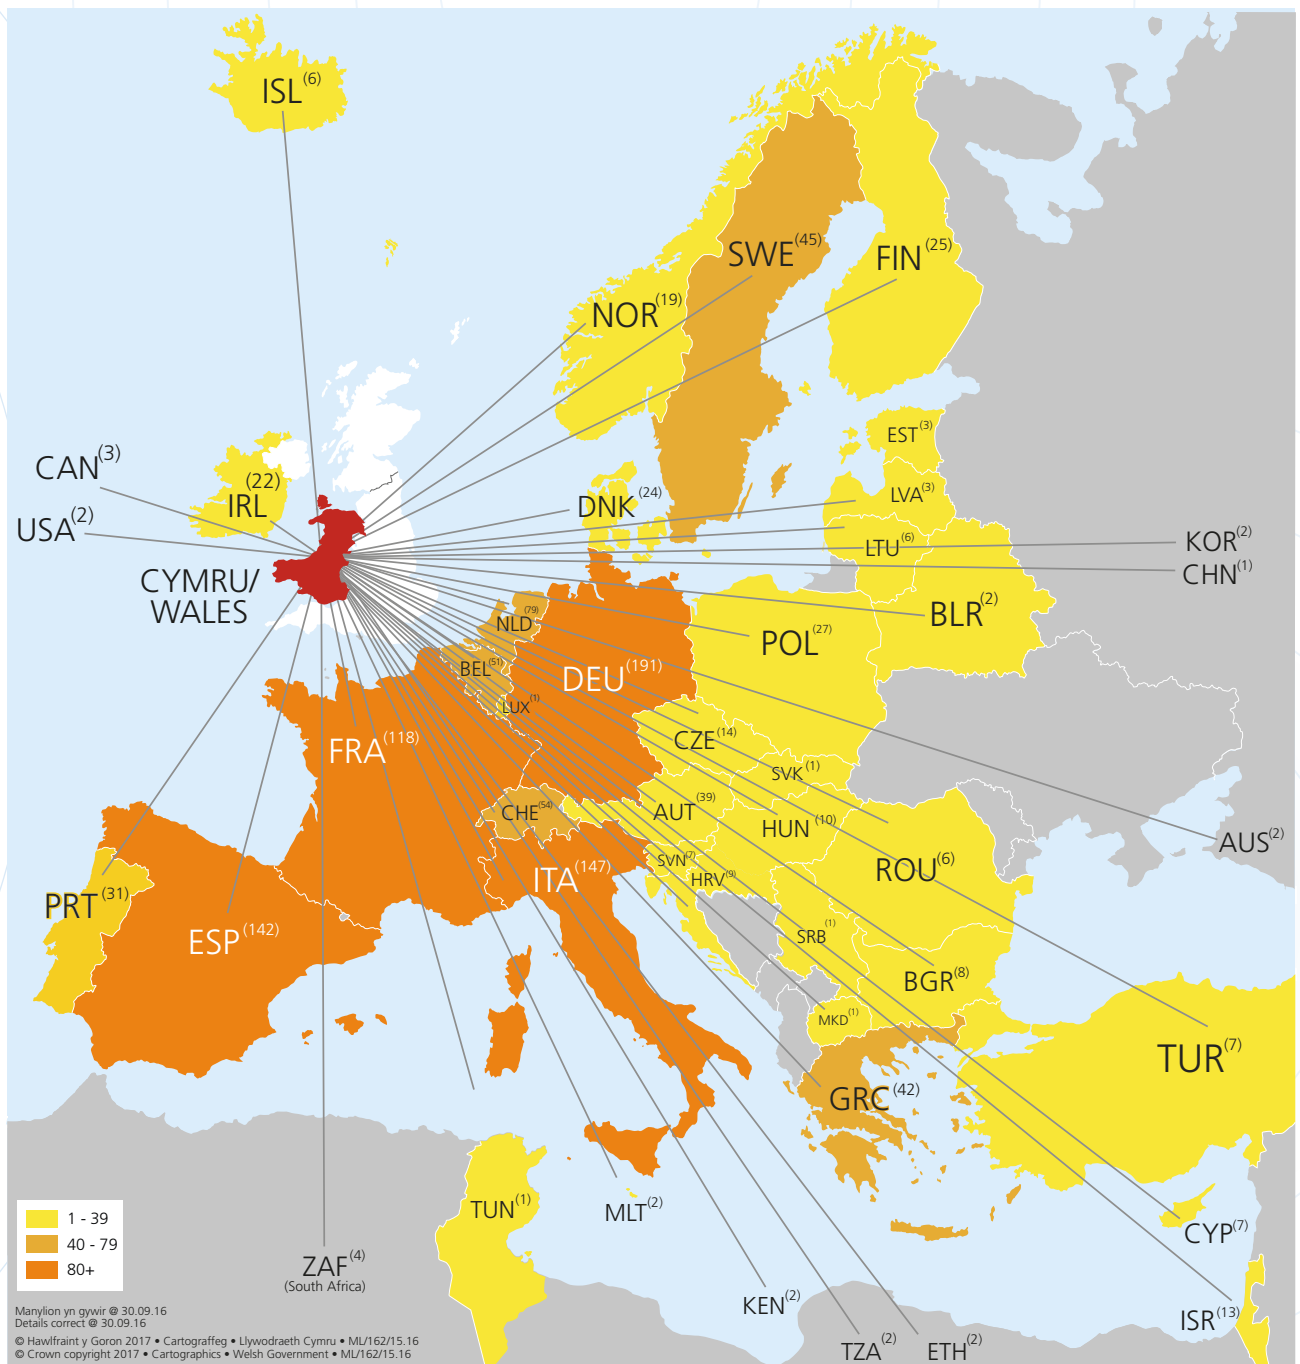 ISL(6)
SWE(45)
FIN(25)
NOR(19)
EST(3)
CAN(3)
(22)
IRL
DNK(24)
LVA(3)
USA(2)
LTU(6)
KOR(2)
CHN(1)
CYMRU/
WALES
NLD(79)
BLR(2)
POL(27)
BEL(51)
DEU(191)
LUX(1)
FRA(118)
CZE(14)
SVK(1)
CHE(54)
AUT(39)
HUN(10)
AUS(2)
SVN(7)
ROU(6)
ITA(147)
HRV(9)
PRT(31)
ESP(142)
SRB(1)
BGR(8)
MKD(1)
TUR(7)
GRC(42)
TUN(1)
MLT(2)
CYP(7)
1 - 39
40 - 79
80+
ZAF(4)
(South Africa)
KEN(2)
ISR(13)
TZA(2)
ETH(2)
Manylion yn gywir @ 30.09.16
Details correct @ 30.09.16
© Hawlfraint y Goron 2017 • Cartograffeg • Llywodraeth Cymru • ML/162/15.16
© Crown copyright 2017 • Cartographics • Welsh Government • ML/162/15.16